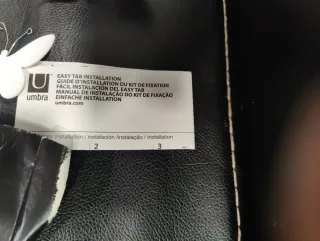 umbra
EASY TAB INSTALLATION
GUIDE D'INSTALLATION DU KIT DE FIXATION
FÁCIL INSTALACIÓN DEL EASY TAB
MANUAL DE INSTALAÇÃO DO KIT DE FIXAÇÃO
EINFACHE INSTALLATION
umbra.com
installation / instalación /instalação / installation
2 3